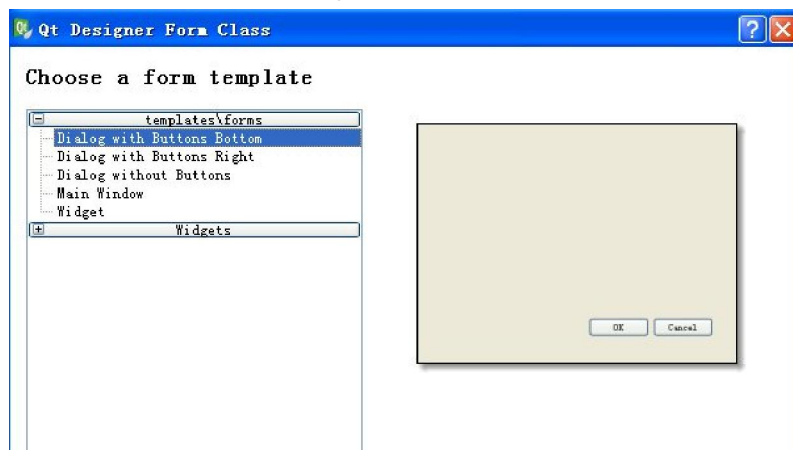 Qt Designer Form Class
Choose a form template
templates\forms
Dialog with Buttons Bottom
Dialog with Buttons Right
Dialog without Buttons
Main Window
Widget
Widgets
OK Cancel